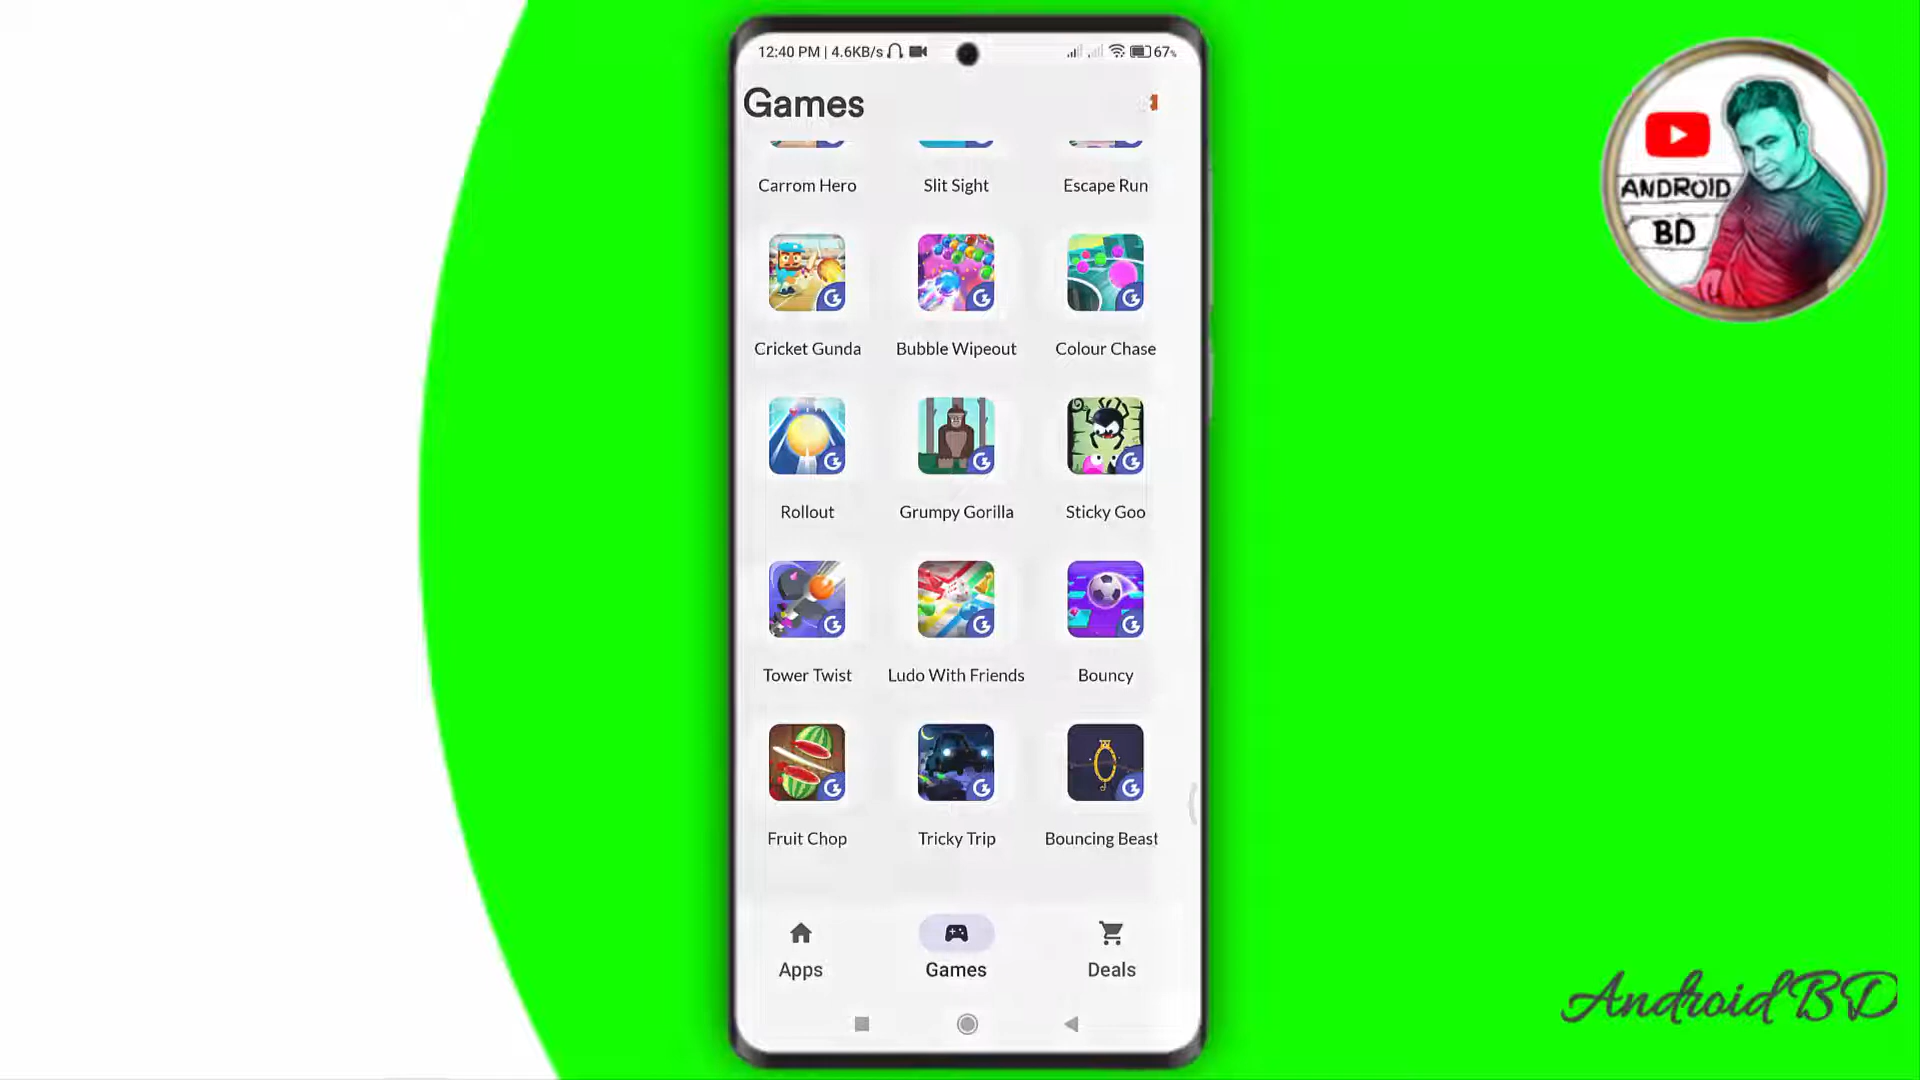 12:40 PM | 4.6KB/s 67%
Games
Carrom Hero Slit Sight Escape Run
Cricket Gunda Bubble Wipeout Colour Chase
Rollout Grumpy Gorilla Sticky Goo
Tower Twist Ludo With Friends Bouncy
Fruit Chop Tricky Trip Bouncing Beast
Apps Games Deals
ANDROID
BD
Android BD